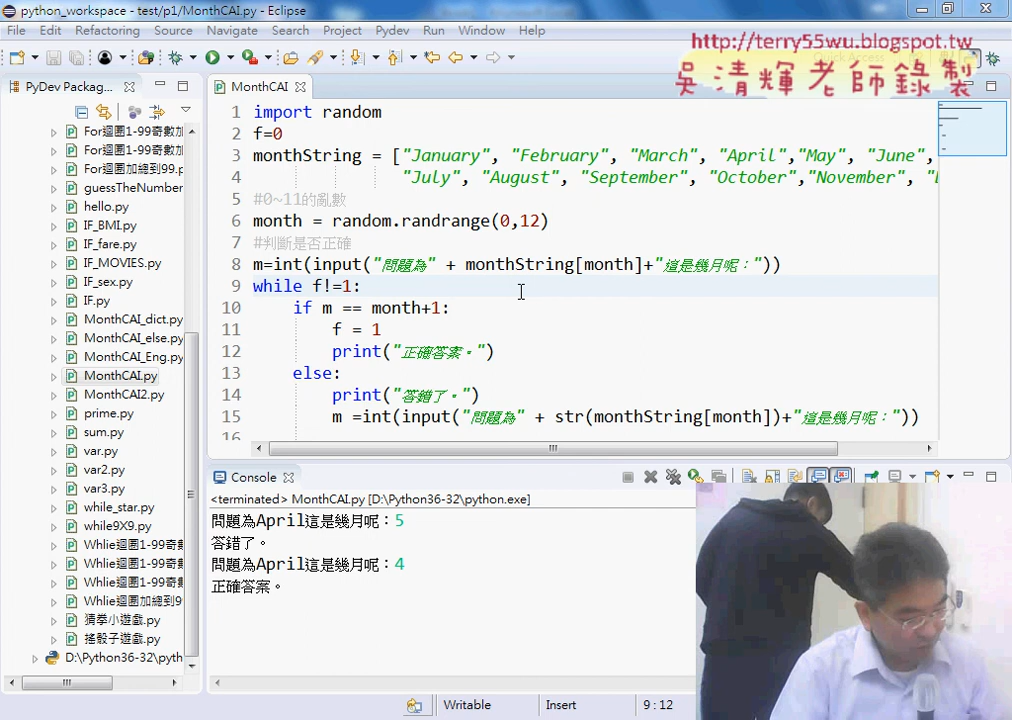 python_workspace - test/p1/MonthCAI.py - Eclipse
File Edit Refactoring Source Navigate Search Project Pydev Run Window Help
http://terry55wu.blogspot.tw
吳清輝老師錄製
PyDev Packag...
MonthCAI
For迴圈1-99奇數加
For迴圈1-99奇數加
For迴圈加總到99.p
guessTheNumber
hello.py
IF_BMI.py
IF_fare.py
IF_MOVIES.py
IF_sex.py
IF.py
MonthCAI_dict.py
MonthCAI_else.py
MonthCAI_Eng.py
MonthCAI.py
MonthCAI2.py
prime.py
sum.py
var.py
var2.py
var3.py
while_star.py
while9X9.py
Whlie迴圈1-99奇數
Whlie迴圈1-99奇數
Whlie迴圈1-99奇數
Whlie迴圈加總到9
猜拳小遊戲.py
搖骰子遊戲.py
D:\Python36-32\pyth
1 import random
2 f=0
3 monthString = ["January", "February", "March", "April","May", "June",
4 "July", "August", "September", "October","November",
5 #0~11的亂數
6 month = random.randrange(0,12)
7 #判斷是否正確
8 m=int(input("問題為" + monthString[month]+"這是幾月呢："))
9 while f!=1:
10 if m == month+1:
11 f = 1
12 print("正確答案。")
13 else:
14 print("答錯了。")
15 m =int(input("問題為" + str(monthString[month])+"這是幾月呢："))
16
Console
<terminated> MonthCAI.py [D:\Python36-32\python.exe]
問題為April這是幾月呢：5
答錯了。
問題為April這是幾月呢：4
正確答案。
Writable Insert 9:12